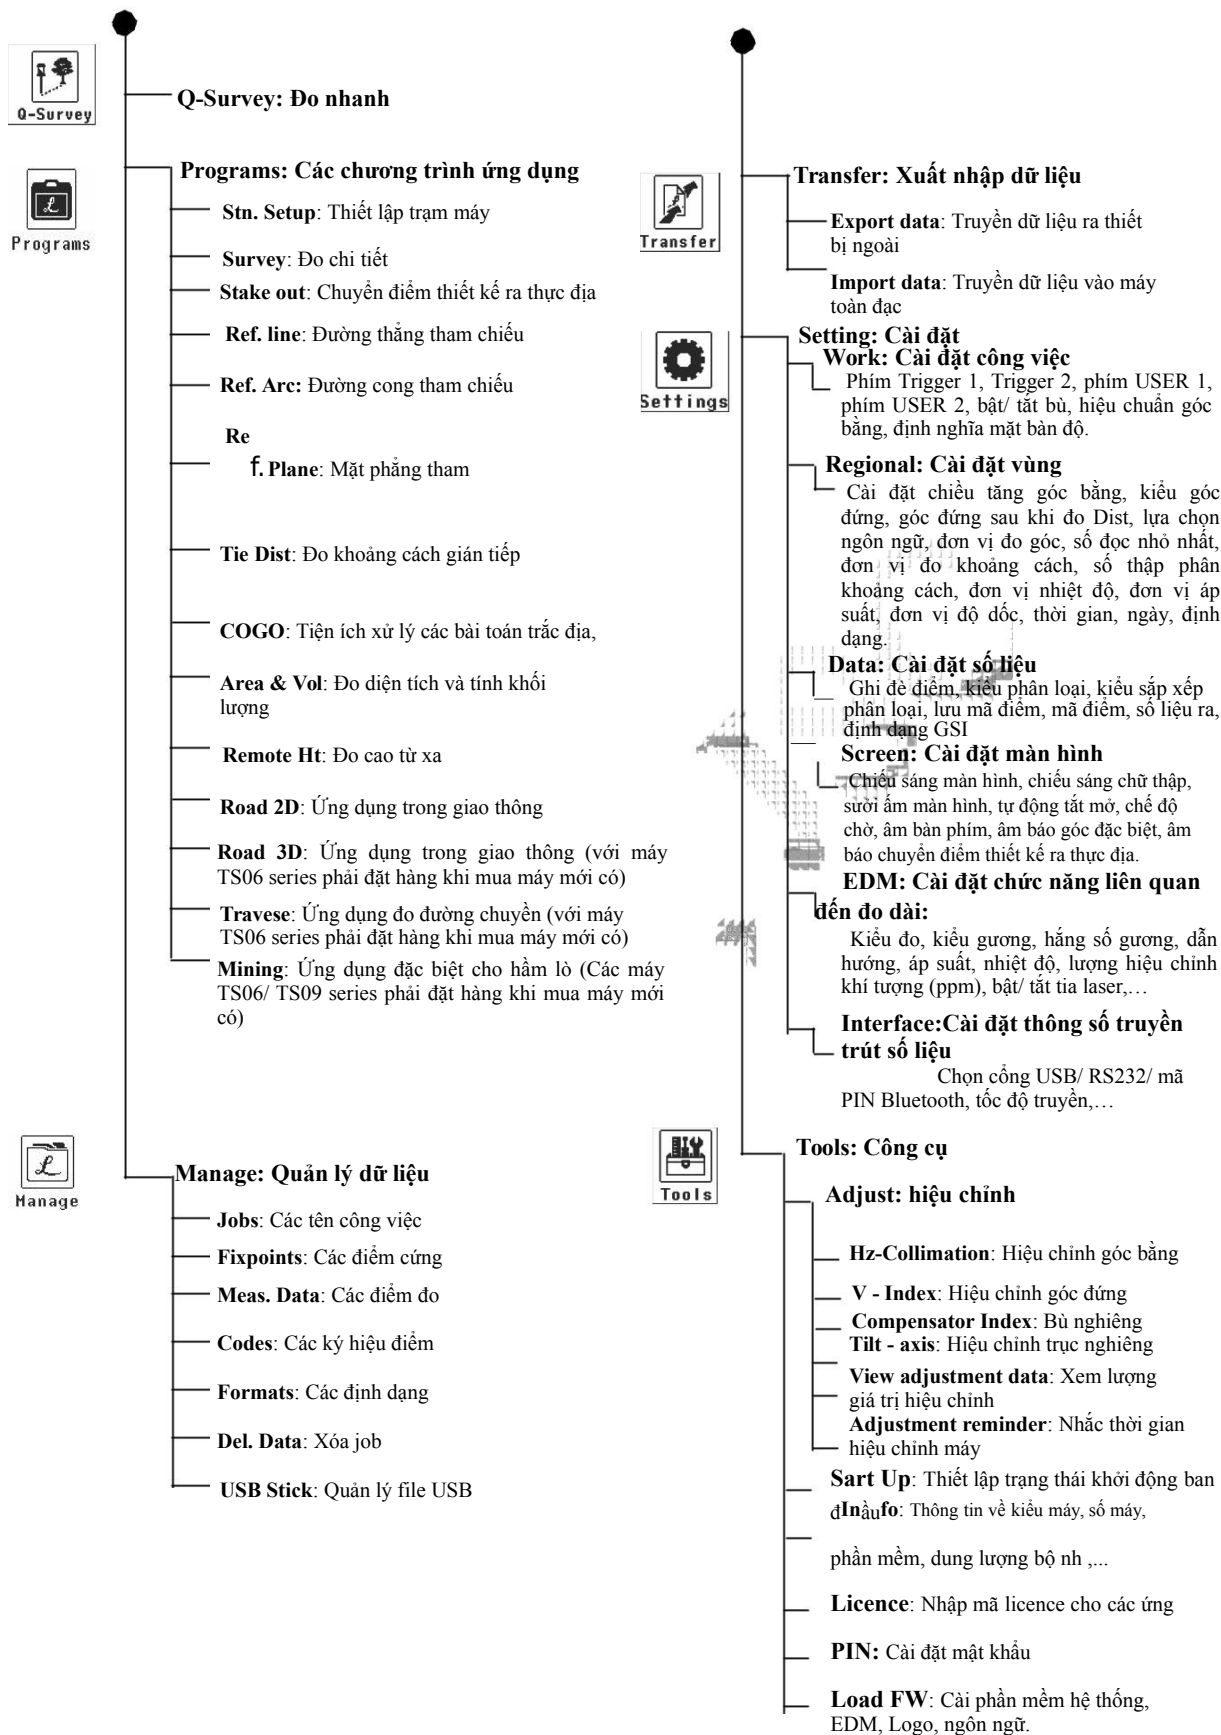 Q-Survey
Q-Survey: Đo nhanh
Programs
Programs: Các chương trình ứng dụng
Stn. Setup: Thiết lập trạm máy
Survey: Đo chi tiết
Stake out: Chuyển điểm thiết kế ra thực địa
Ref. line: Đường thẳng tham chiếu
Ref. Arc: Đường cong tham chiếu
Re
f. Plane: Mặt phẳng tham
Tie Dist: Đo khoảng cách gián tiếp
COGO: Tiện ích xử lý các bài toán trắc địa,
Area & Vol: Đo diện tích và tính khối
lượng
Remote Ht: Đo cao từ xa
Road 2D: Ứng dụng trong giao thông
Road 3D: Ứng dụng trong giao thông (với máy
TS06 series phải đặt hàng khi mua máy mới có)
Travese: Ứng dụng đo đường chuyền (với máy
TS06 series phải đặt hàng khi mua máy mới có)
Mining: Ứng dụng đặc biệt cho hầm lò (Các máy
TS06/ TS09 series phải đặt hàng khi mua máy mới
có)
Manage
Manage: Quản lý dữ liệu
Jobs: Các tên công việc
Fixpoints: Các điểm cứng
Meas. Data: Các điểm đo
Codes: Các ký hiệu điểm
Formats: Các định dạng
Del. Data: Xóa job
USB Stick: Quản lý file USB
Transfer
Transfer: Xuất nhập dữ liệu
Export data: Truyền dữ liệu ra thiết
bị ngoài
Import data: Truyền dữ liệu vào máy
toàn đạc
Settings
Setting: Cài đặt
Work: Cài đặt công việc
Phím Trigger 1, Trigger 2, phím USER 1,
phím USER 2, bật/ tắt bù, hiệu chuẩn góc
bằng, định nghĩa mặt bàn độ.
Regional: Cài đặt vùng
Cài đặt chiều tăng góc bằng, kiểu góc
đứng, góc đứng sau khi đo Dist, lựa chọn
ngôn ngữ, đơn vị đo góc, số đọc nhỏ nhất,
đơn vị đo khoảng cách, số thập phân
khoảng cách, đơn vị nhiệt độ, đơn vị áp
suất, đơn vị độ dốc, thời gian, ngày, định
dạng.
Data: Cài đặt số liệu
Ghi đè điểm, kiểu phân loại, kiểu sắp xếp
phân loại, lưu mã điểm, mã điểm, số liệu ra,
định dạng GSI
Screen: Cài đặt màn hình
Chiếu sáng màn hình, chiếu sáng chữ thập,
sưởi ấm màn hình, tự động tắt mở, chế độ
chờ, âm bàn phím, âm báo góc đặc biệt, âm
báo chuyển điểm thiết kế ra thực địa.
EDM: Cài đặt chức năng liên quan
đến đo dài:
Kiểu đo, kiểu gương, hắng số gương, dẫn
hướng, áp suất, nhiệt độ, lượng hiệu chỉnh
khí tượng (ppm), bật/ tắt tia laser,…
Interface:Cài đặt thông số truyền
trút số liệu
Chọn cổng USB/ RS232/ mã
PIN Bluetooth, tốc độ truyền,…
Tools
Tools: Công cụ
Adjust: hiệu chỉnh
Hz-Collimation: Hiệu chỉnh góc bằng
V - Index: Hiệu chỉnh góc đứng
Compensator Index: Bù nghiêng
Tilt - axis: Hiệu chỉnh trục nghiêng
View adjustment data: Xem lượng
giá trị hiệu chỉnh
Adjustment reminder: Nhắc thời gian
hiệu chỉnh máy
Sart Up: Thiết lập trạng thái khởi động ban
đInầufo: Thông tin về kiểu máy, số máy,
phần mềm, dung lượng bộ nh ,...
Licence: Nhập mã licence cho các ứng
PIN: Cài đặt mật khẩu
Load FW: Cài phần mềm hệ thống,
EDM, Logo, ngôn ngữ.